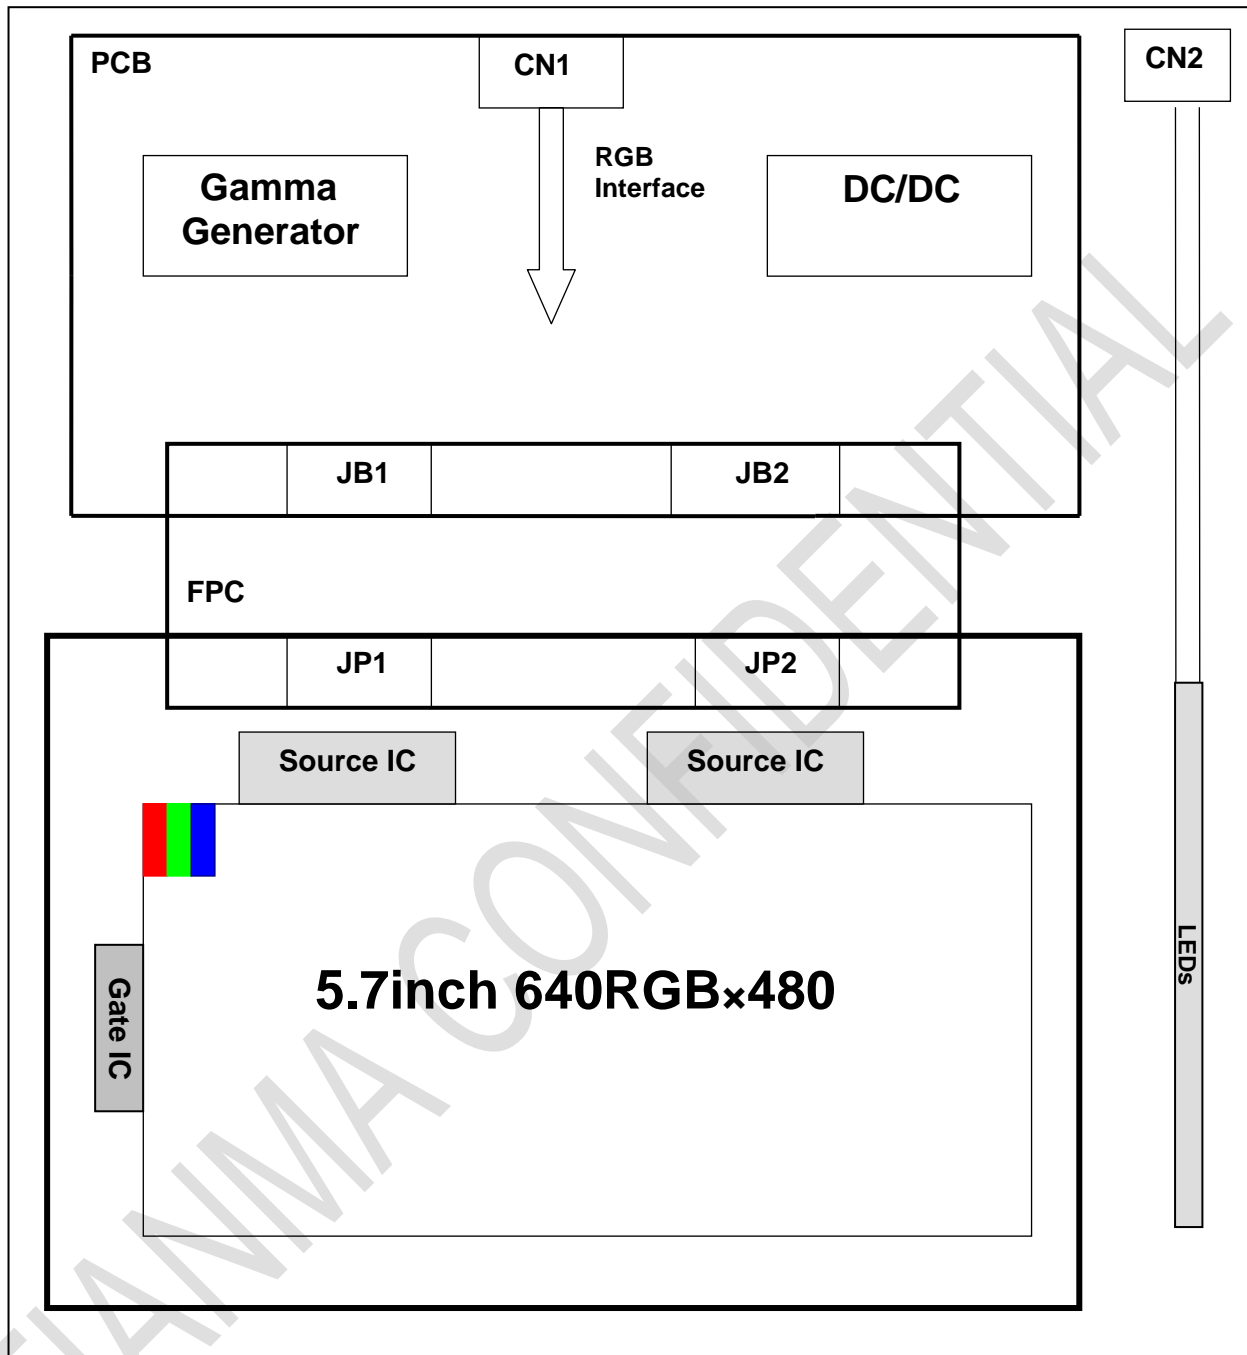 PCB
CN1
CN2
RGB
Interface
Gamma
Generator
DC/DC
JB1
JB2
FPC
JP1
JP2
Source IC
Source IC
Gate IC
5.7inch 640RGB×480
LEDs
TIANMA CONFIDENTIAL